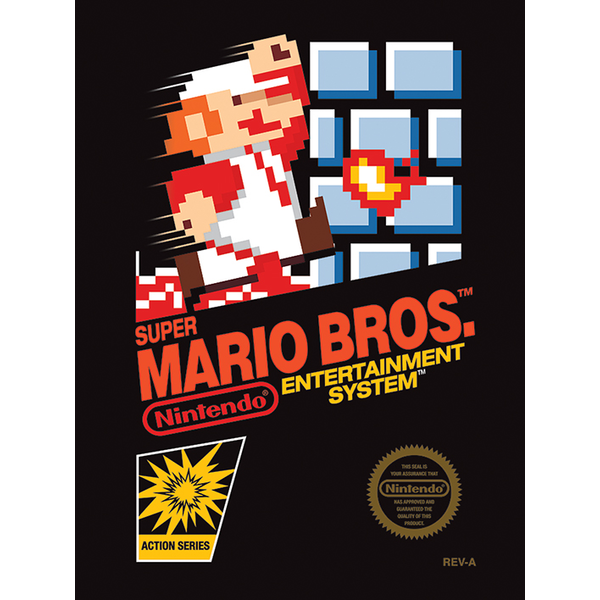 SUPER
MARIO BROS.™
Nintendo®
ENTERTAINMENT
SYSTEM™
ACTION SERIES
THIS SEAL IS
YOUR ASSURANCE THAT
Nintendo
HAS APPROVED AND
GUARANTEED THE
QUALITY OF THIS
PRODUCT.
REV-A